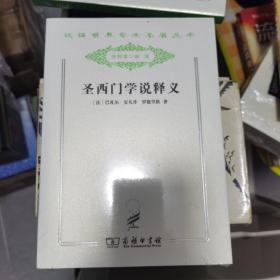 汉译世界学术名著丛书
圣西门学说释义
〔法〕巴札尔 安凡丹 罗德里格 著
商务印书馆